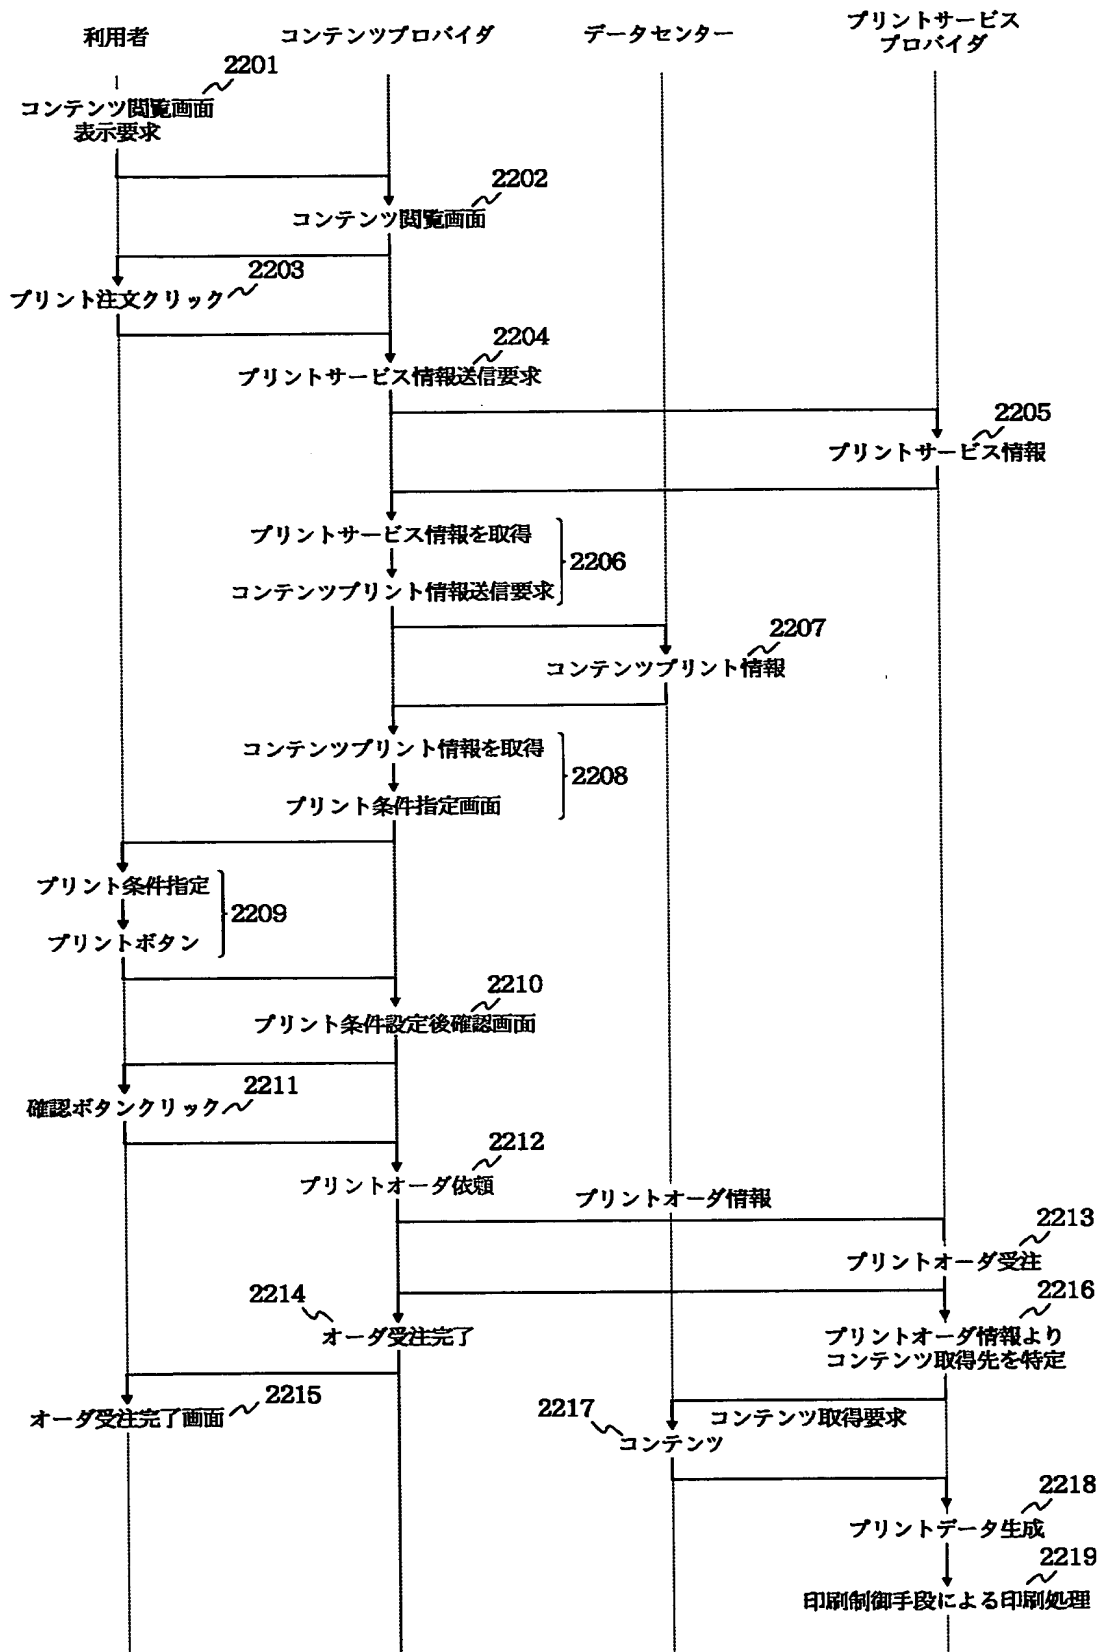 利用者
コンテンツプロバイダ
データセンター
プリントサービス
プロバイダ
2201
コンテンツ閲覧画面
表示要求
2202
コンテンツ閲覧画面
2203
プリント注文クリック
2204
プリントサービス情報送信要求
2205
プリントサービス情報
プリントサービス情報を取得
2206
コンテンツプリント情報送信要求
2207
コンテンツプリント情報
コンテンツプリント情報を取得
2208
プリント条件指定画面
プリント条件指定
2209
プリントボタン
2210
プリント条件設定後確認画面
2211
確認ボタンクリック
2212
プリントオーダ依頼
プリントオーダ情報
2213
プリントオーダ受注
2214
オーダ受注完了
2216
プリントオーダ情報より
コンテンツ取得先を特定
2215
オーダ受注完了画面
2217
コンテンツ取得要求
コンテンツ
2218
プリントデータ生成
2219
印刷制御手段による印刷処理